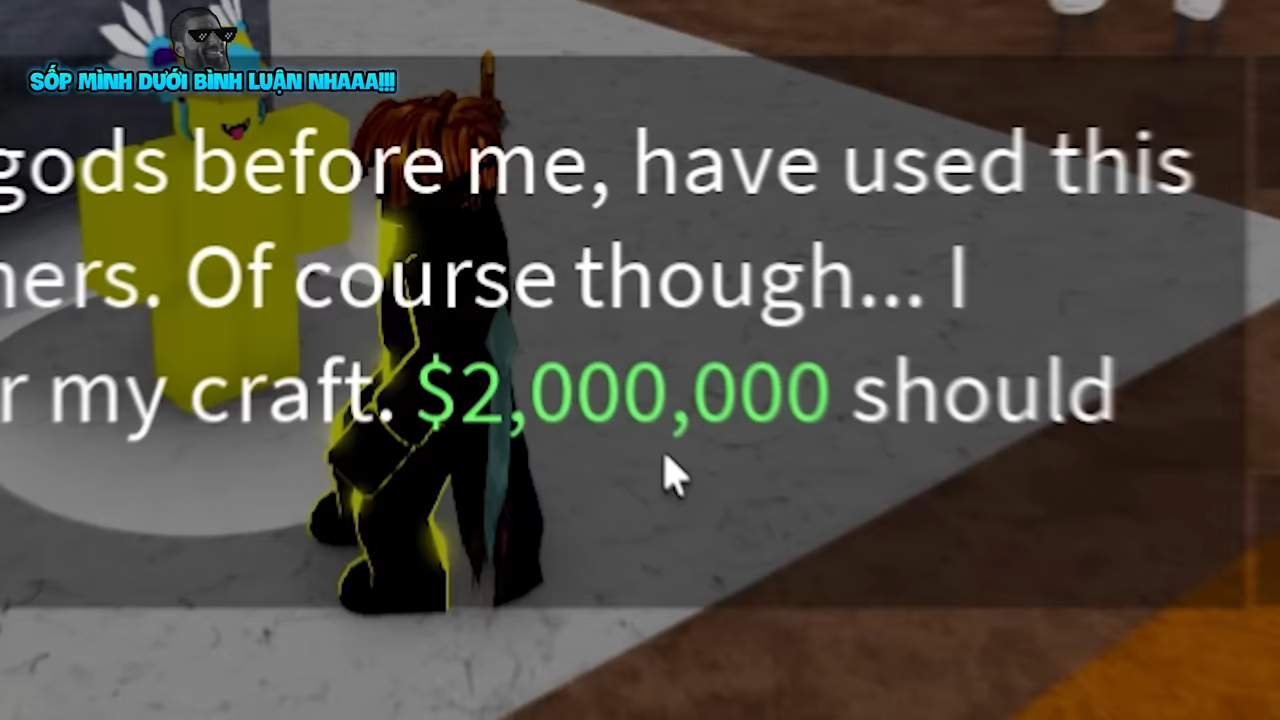 SỐP MÌNH DƯỚI BÌNH LUẬN NHAAA!!!
gods before me, have used this
ners. Of course though... I
r my craft. $2,000,000 should